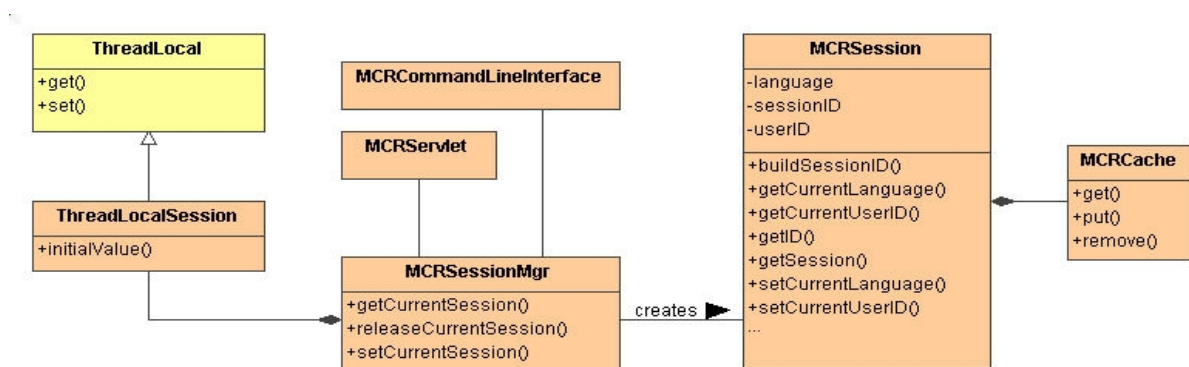 ThreadLocal
+get()
+set()
ThreadLocalSession
+initialValue()
MCRCommandLineInterface
MCRServlet
MCRSessionMgr
+getCurrentSession()
+releaseCurrentSession()
+setCurrentSession()
creates
MCRSession
-language
-sessionID
-userID
+buildSessionID()
+getCurrentLanguage()
+getCurrentUserID()
+getID()
+getSession()
+setCurrentLanguage()
+setCurrentUserID()
...
MCRCache
+get()
+put()
+remove()